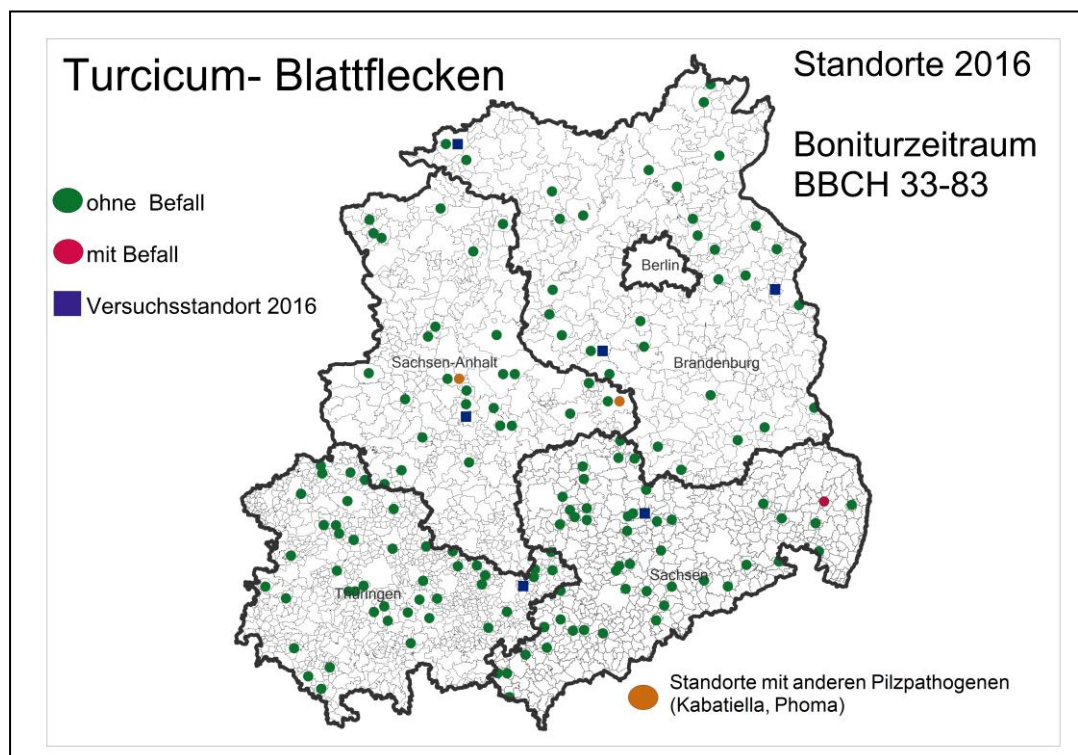 Turcicum- Blattflecken
Standorte 2016
Boniturzeitraum
BBCH 33-83
ohne Befall
mit Befall
Versuchsstandort 2016
Berlin
Sachsen-Anhalt
Brandenburg
Thüringen
Sachsen
Standorte mit anderen Pilzpathogenen
(Kabatiella, Phoma)